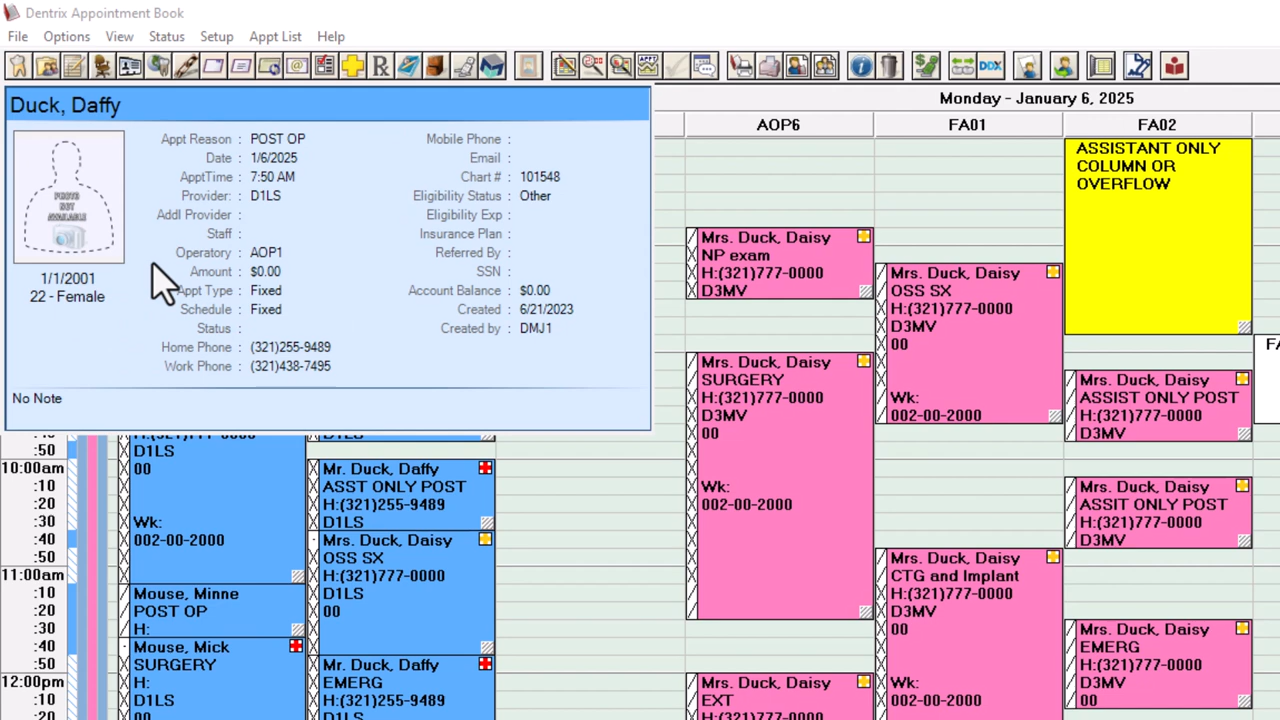 Dentrix Appointment Book
File Options View Status Setup Appt List Help
DDX
Duck, Daffy
PHOTO
NOT
AVAILABLE
1/1/2001
22 - Female
Appt Reason : POST OP
Date : 1/6/2025
ApptTime : 7:50 AM
Provider: D1LS
Addl Provider :
Staff :
Operatory : AOP1
Amount : $0.00
Appt Type : Fixed
Schedule : Fixed
Status :
Home Phone : (321)255-9489
Work Phone : (321)438-7495
Mobile Phone :
Email :
Chart # : 101548
Eligibility Status : Other
Eligibility Exp :
Insurance Plan :
Referred By :
SSN :
Account Balance : $0.00
Created : 6/21/2023
Created by : DMJ1
No Note
Monday - January 6, 2025
AOP6
FA01
FA02
:50
10:00am
:10
:20
:30
:40
:50
11:00am
:10
:20
:30
:40
:50
12:00pm
:10
H:(321)777-0000
D1LS
00
Wk:
002-00-2000
Mouse, Minne
POST OP
H:
Mouse, Mick
SURGERY
H:
D1LS
Mr. Duck, Daffy
ASST ONLY POST
H:(321)255-9489
D1LS
Mrs. Duck, Daisy
OSS SX
H:(321)777-0000
D1LS
00
Mr. Duck, Daffy
EMERG
H:(321)255-9489
D1LS
Mrs. Duck, Daisy
NP exam
H:(321)777-0000
D3MV
Mrs. Duck, Daisy
SURGERY
H:(321)777-0000
D3MV
00
Wk:
002-00-2000
Mrs. Duck, Daisy
EXT
H:(321)777-0000
Mrs. Duck, Daisy
OSS SX
H:(321)777-0000
D3MV
00
Wk:
002-00-2000
Mrs. Duck, Daisy
CTG and Implant
H:(321)777-0000
D3MV
00
Wk:
002-00-2000
ASSISTANT ONLY
COLUMN OR
OVERFLOW
Mrs. Duck, Daisy
ASSIST ONLY POST
H:(321)777-0000
D3MV
Mrs. Duck, Daisy
ASSIT ONLY POST
H:(321)777-0000
D3MV
Mrs. Duck, Daisy
EMERG
H:(321)777-0000
D3MV
00